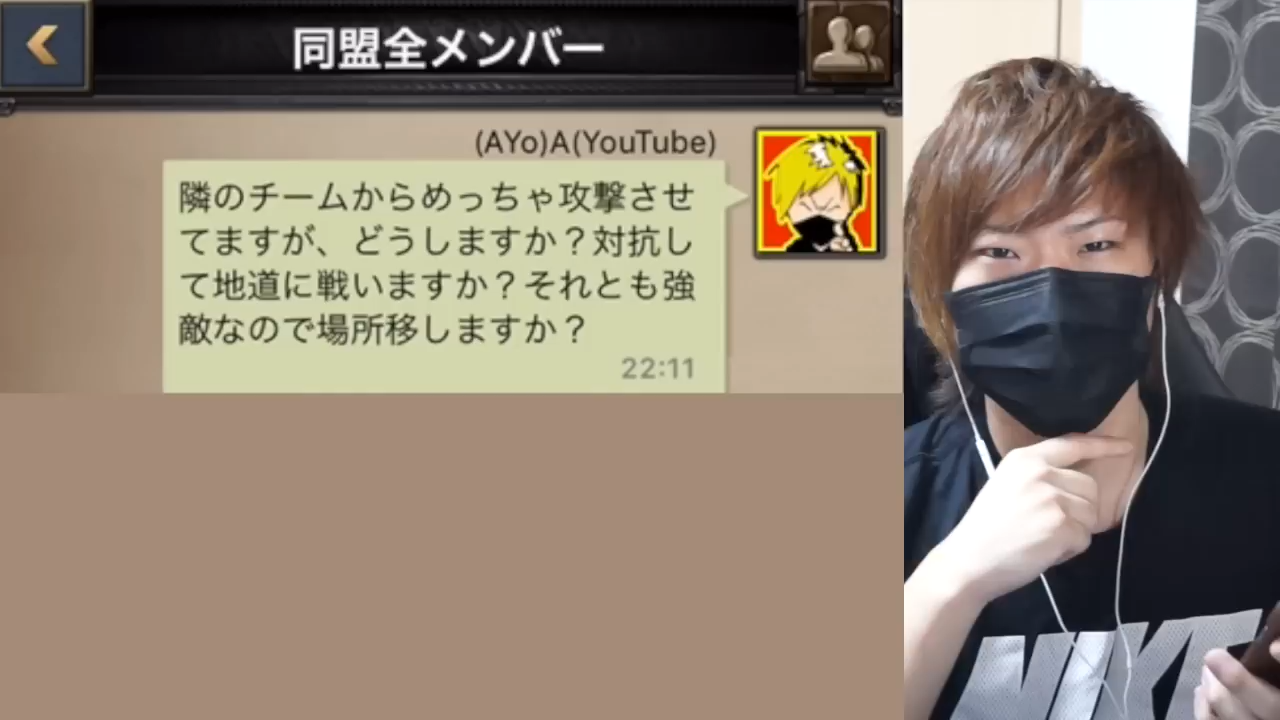 同盟全メンバー
(AYo)A(YouTube)
隣のチームからめっちゃ攻撃させ
てますが、どうしますか？対抗し
て地道に戦いますか？それとも強
敵なので場所移しますか？
22:11
NIKE